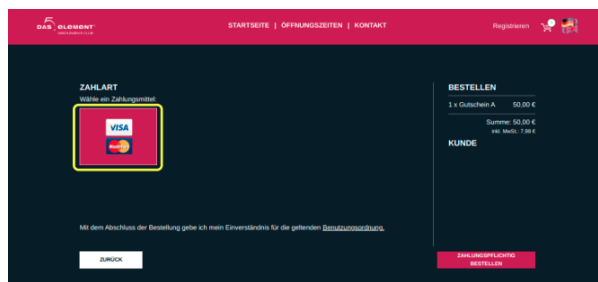 DAS ELEMENT
STARTSEITE | ÖFFNUNGSZEITEN | KONTAKT
Registrieren
ZAHLART
Wähle ein Zahlungsmittel:
VISA
BESTELLEN
1 x Gutschein A 50,00 €
Summe: 50,00 €
inkl. MwSt.: 7,98 €
KUNDE
Mit dem Abschluss der Bestellung gebe ich mein Einverständnis für die geltenden Benutzungsordnung.
ZURÜCK
ZAHLUNGSPFLICHTIG
BESTELLEN